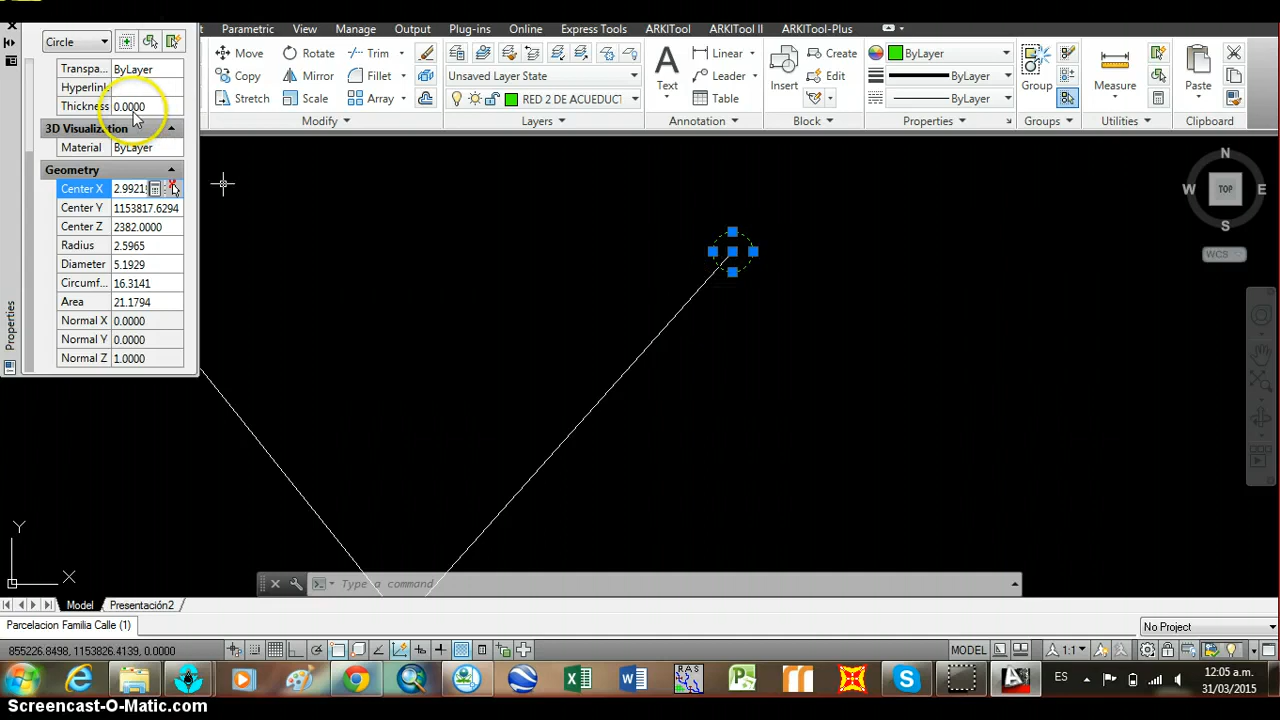 Parametric View Manage Output Plug-ins Online Express Tools ARKITool ARKITool II ARKITool-Plus
Circle
Transpa... ByLayer
Hyperlink
Thickness 0.0000
3D Visualization
Material ByLayer
Geometry
Center X
Center Y 1153817.6294
Center Z 2382.0000
Radius 2.5965
Diameter 5.1929
Circumf... 16.3141
Area 21.1794
Normal X 0.0000
Normal Y 0.0000
Normal Z 1.0000
Properties
Move Rotate Trim
Copy Mirror Fillet
Stretch Scale Array
Modify
Unsaved Layer State
RED 2 DE ACUEDUCT
Layers
Text
Linear
Leader
Table
Annotation
Insert
Create
Edit
Block
ByLayer
ByLayer
ByLayer
Properties
Group
Groups
Measure
Utilities
Paste
Clipboard
N
W TOP E
S
WCS
Y
X
Type a command
Model Presentación2
Parcelacion Familia Calle (1)
No Project
855226.8498, 1153826.4139, 0.0000
MODEL 1:1
RAS
ES
12:05 a.m.
31/03/2015
Screencast-O-Matic.com